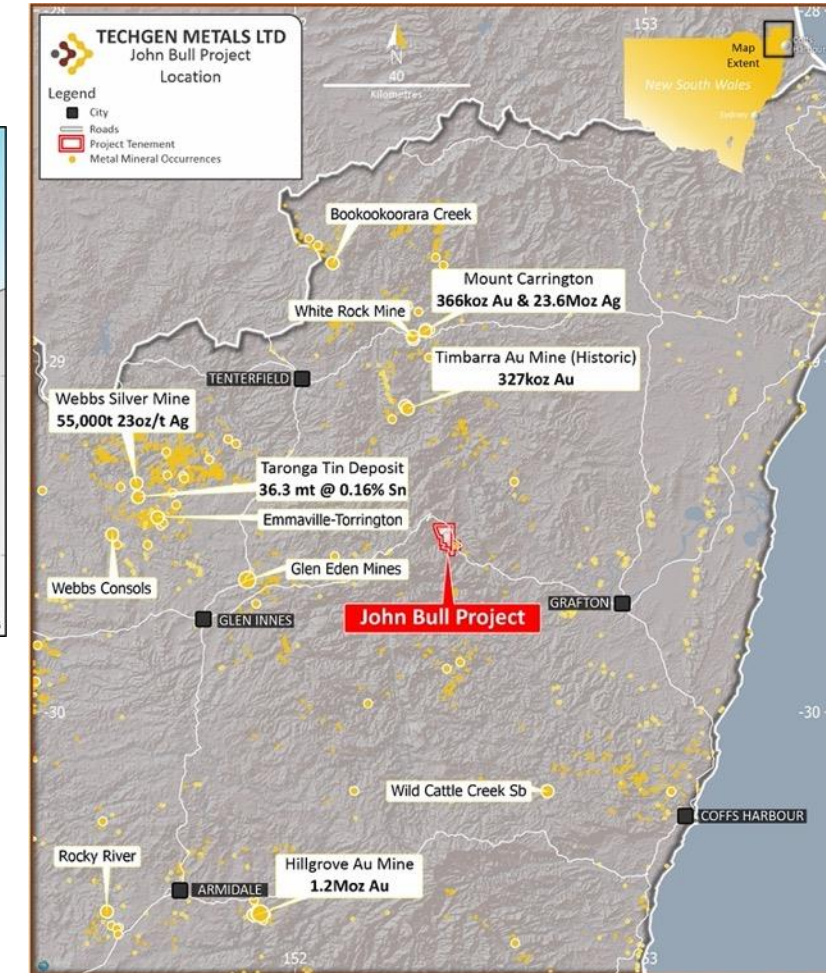 TECHGEN METALS LTD
John Bull Project
Location
Legend
City
Roads
Project Tenement
Metal Mineral Occurrences
N
40
Kilometres
153
-28
Map
Extent
New South Wales
Sydney
152
Bookookoorara Creek
Mount Carrington
366koz Au & 23.6Moz Ag
White Rock Mine
-29
Timbarra Au Mine (Historic)
327koz Au
TENTERFIELD
Webbs Silver Mine
55,000t 23oz/t Ag
Taronga Tin Deposit
36.3 mt @ 0.16% Sn
Emmaville-Torrington
Glen Eden Mines
Webbs Consols
John Bull Project
GRAFTON
GLEN INNES
-30
-30
Wild Cattle Creek Sb
COFFS HARBOUR
Rocky River
Hillgrove Au Mine
1.2Moz Au
ARMIDALE
152